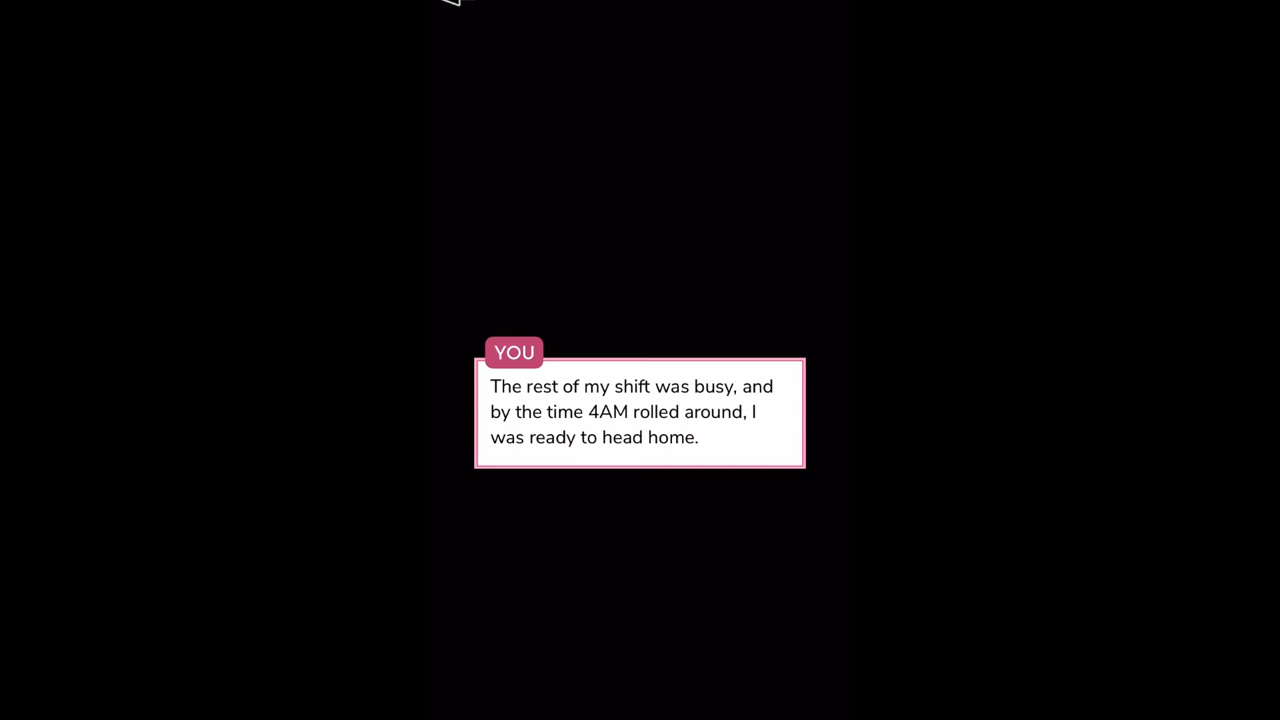 YOU
The rest of my shift was busy, and
by the time 4AM rolled around, I
was ready to head home.